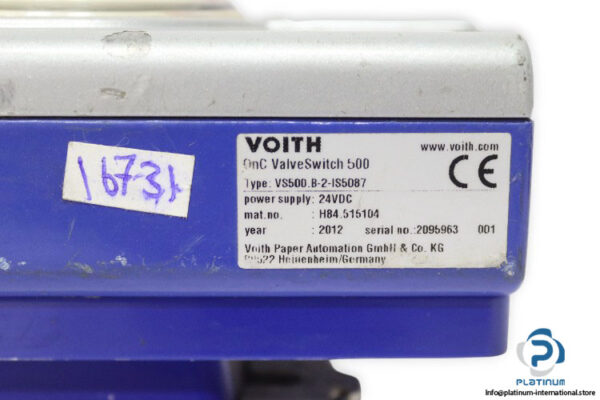 VOITH
www.voith.com
OnC ValveSwitch 500
CE
Type: VS500.B-2-IS5D87
power supply: 24VDC
mat.no. : H84.515104
year : 2012 serial no.:2095963 001
Voith Paper Automation GmbH & Co. KG
89522 Heidenheim/Germany
16731
PLATINUM
Info@platinum-international.store